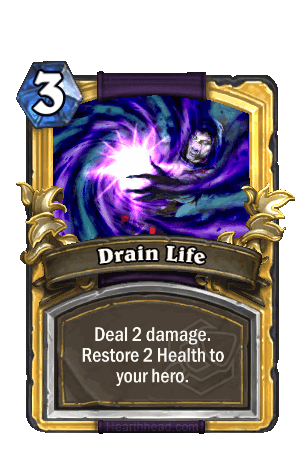 3
Drain Life
Deal 2 damage.
Restore 2 Health to
your hero.
Hearthhead.com